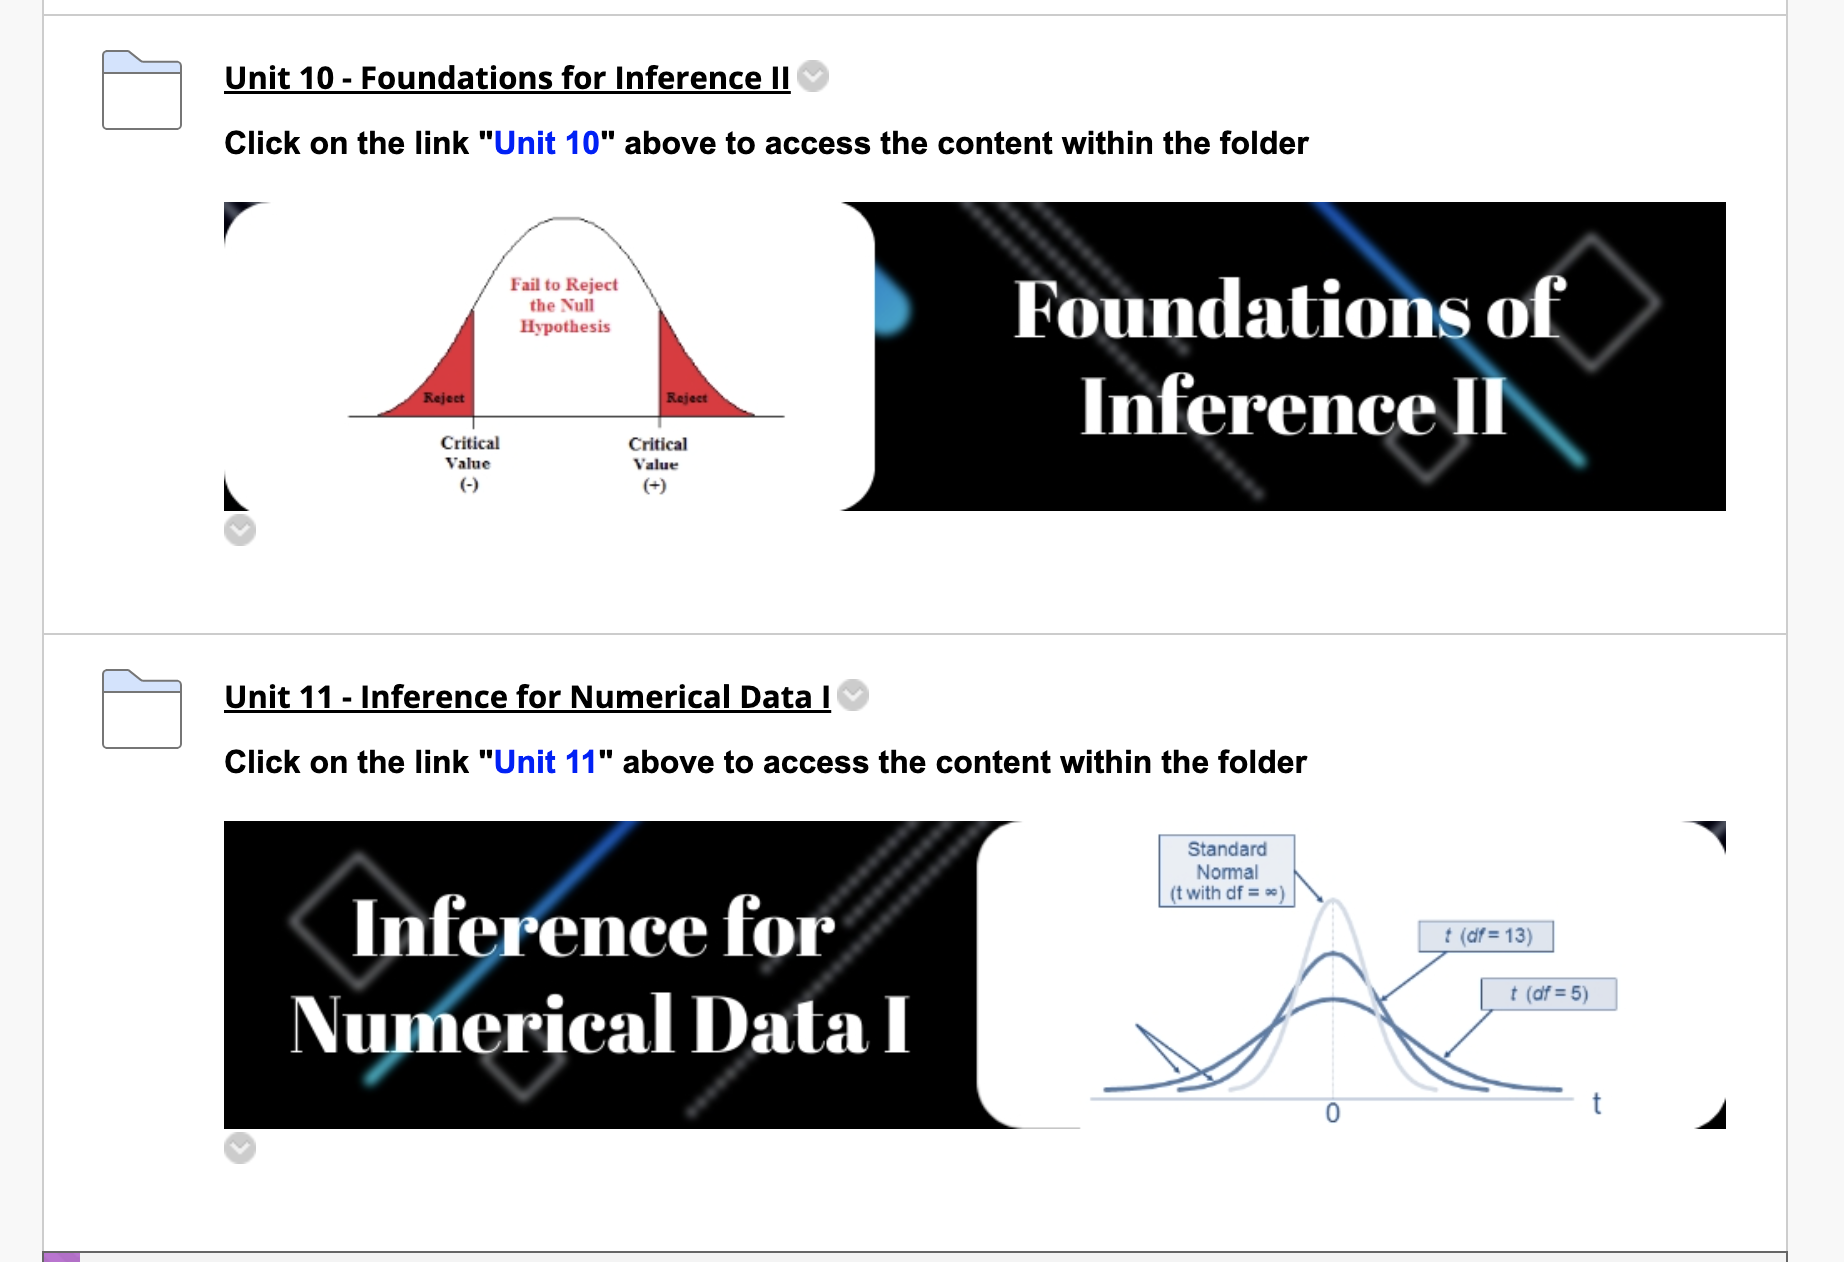 Unit 10 - Foundations for Inference II
Click on the link "Unit 10" above to access the content within the folder
Fail to Reject
the Null
Hypothesis
Reject
Reject
Critical
Value
(-)
Critical
Value
(+)
Foundations of
Inference II
Unit 11 - Inference for Numerical Data I
Click on the link "Unit 11" above to access the content within the folder
Inference for
Numerical Data I
Standard
Normal
(t with df = ∞)
t (df = 13)
t (df = 5)
0
t